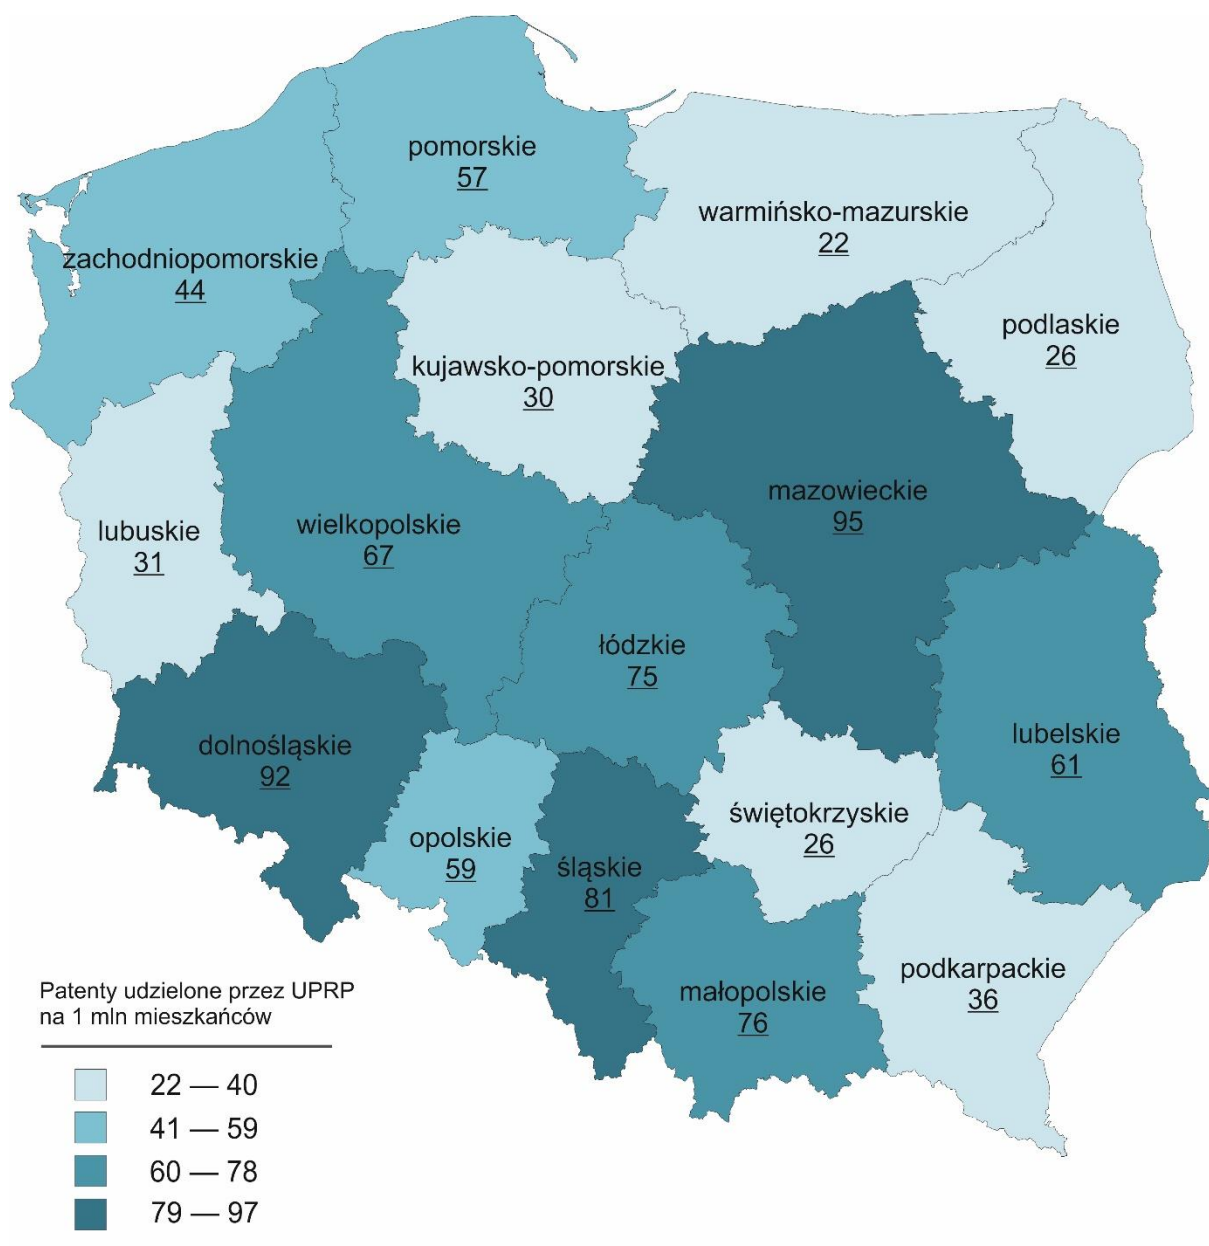 pomorskie
57
warmińsko-mazurskie
22
zachodniopomorskie
44
podlaskie
26
kujawsko-pomorskie
30
mazowieckie
95
lubuskie
31
wielkopolskie
67
łódzkie
75
dolnośląskie
92
lubelskie
61
świętokrzyskie
26
opolskie
59
śląskie
81
podkarpackie
36
małopolskie
76
Patenty udzielone przez UPRP
na 1 mln mieszkańców
22 — 40
41 — 59
60 — 78
79 — 97